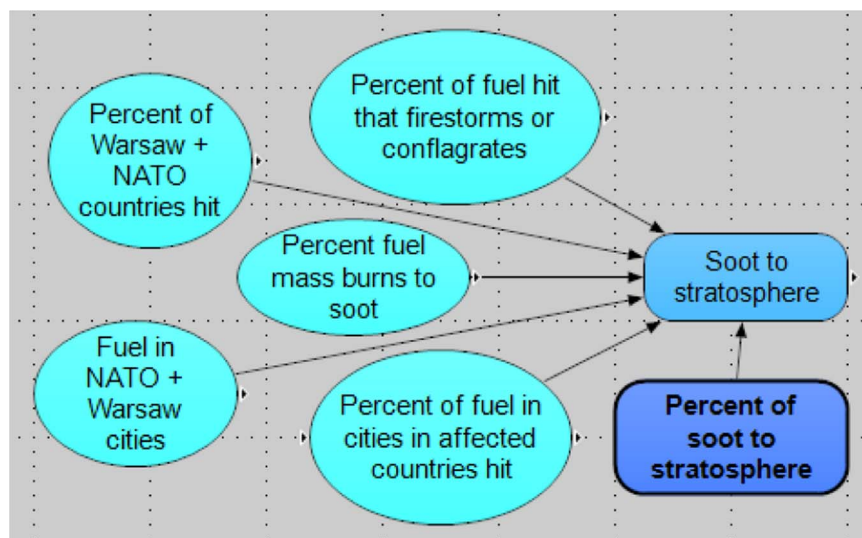 Percent of
Warsaw +
NATO
countries hit
Percent of fuel hit
that firestorms or
conflagrates
Percent fuel
mass burns to
soot
Soot to
stratosphere
Fuel in
NATO +
Warsaw
cities
Percent of fuel in
cities in affected
countries hit
Percent of
soot to
stratosphere